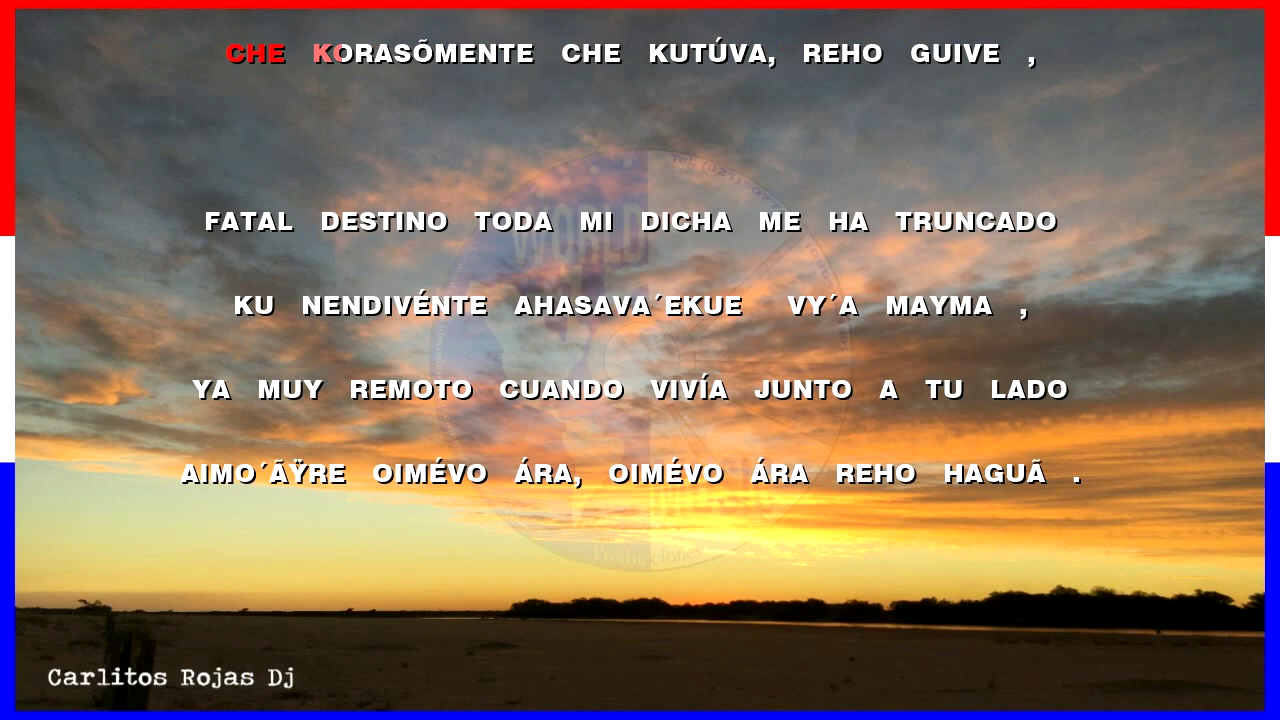 CHE KORASÕMENTE CHE KUTÚVA, REHO GUIVE ,
FATAL DESTINO TODA MI DICHA ME HA TRUNCADO
KU NENDIVÉNTE AHASAVA´EKUE VY´A MAYMA ,
YA MUY REMOTO CUANDO VIVÍA JUNTO A TU LADO
AIMO´ÃŸRE OIMÉVO ÁRA, OIMÉVO ÁRA REHO HAGUÃ .
WORLD
Producciones
Carlitos Rojas Dj